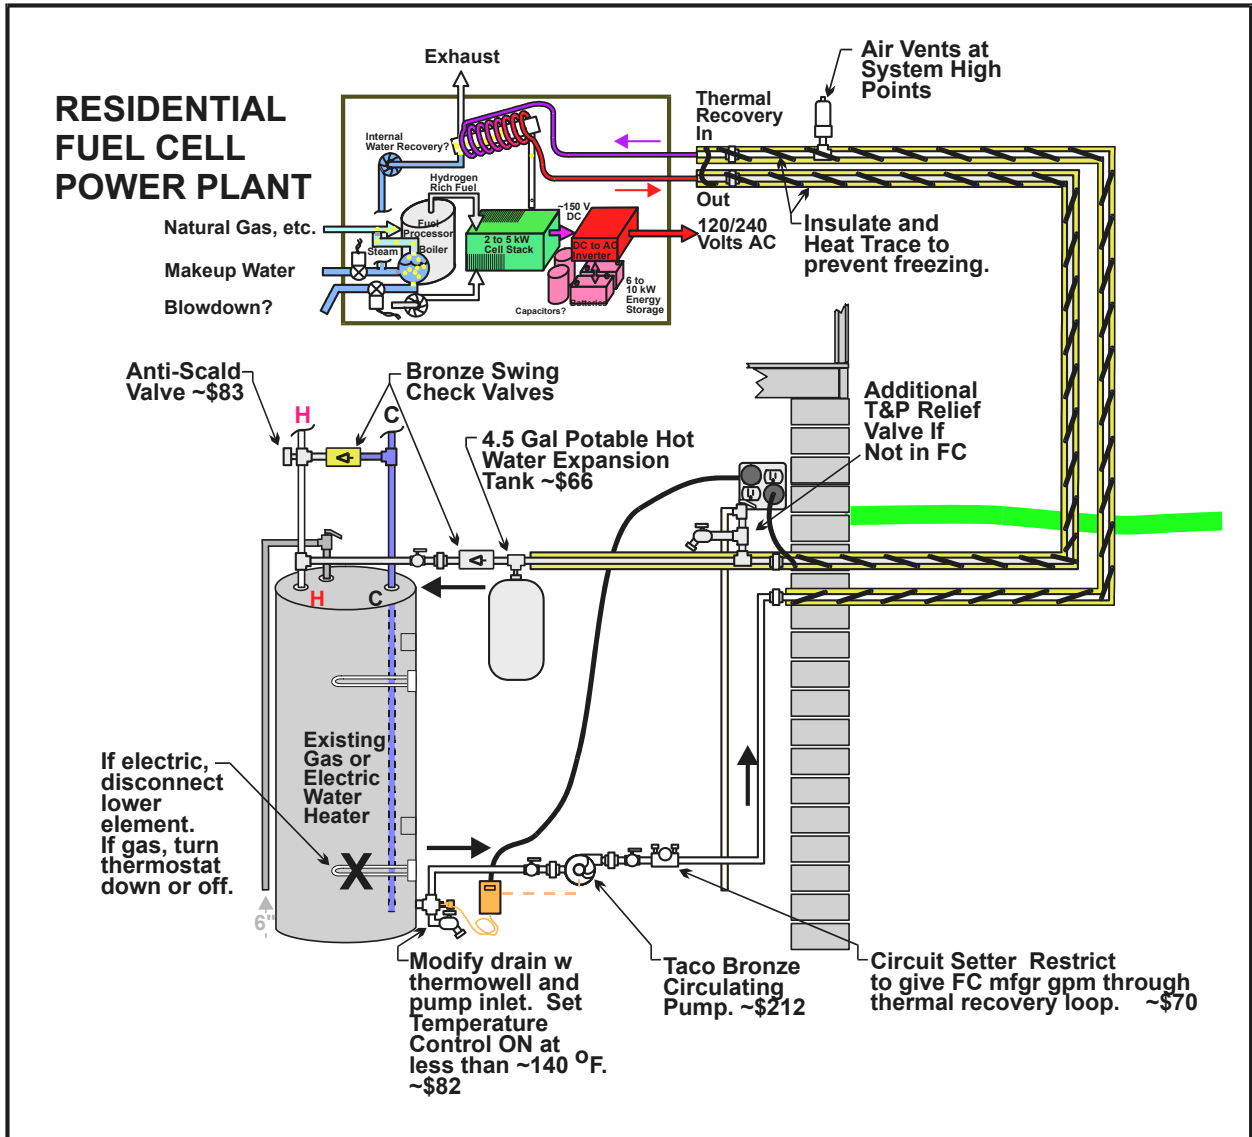 RESIDENTIAL
FUEL CELL
POWER PLANT
Exhaust
Internal
Water Recovery?
Hydrogen
Rich Fuel
Natural Gas, etc.
Fuel
Processor
Steam
Boiler
Makeup Water
Blowdown?
2 to 5 kW
Cell Stack
~150 V
DC
DC to AC
Inverter
Batteries
Capacitors?
6 to
10 kW
Energy
Storage
120/240
Volts AC
Thermal
Recovery
In
Out
Air Vents at
System High
Points
Insulate and
Heat Trace to
prevent freezing.
Anti-Scald
Valve ~$83
H
C
Bronze Swing
Check Valves
4.5 Gal Potable Hot
Water Expansion
Tank ~$66
Additional
T&P Relief
Valve If
Not in FC
H
C
Existing
Gas or
Electric
Water
Heater
If electric,
disconnect
lower
element.
If gas, turn
thermostat
down or off.
X
6"
Modify drain w
thermowell and
pump inlet. Set
Temperature
Control ON at
less than ~140 °F.
~$82
Taco Bronze
Circulating
Pump. ~$212
Circuit Setter Restrict
to give FC mfgr gpm through
thermal recovery loop. ~$70